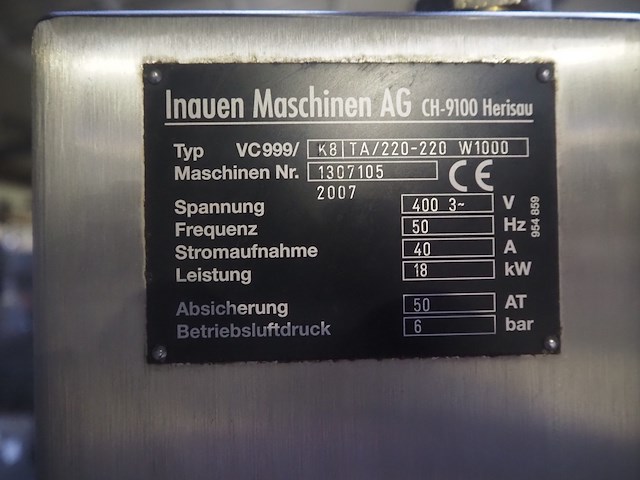 Inauen Maschinen AG CH-9100 Herisau
Typ VC999/ K8|TA/220-220 W1000
Maschinen Nr. 1307105 CE
2007
Spannung 400 3~ V
Frequenz 50 Hz
Stromaufnahme 40 A
Leistung 18 kW
954 859
Absicherung 50 AT
Betriebsluftdruck 6 bar